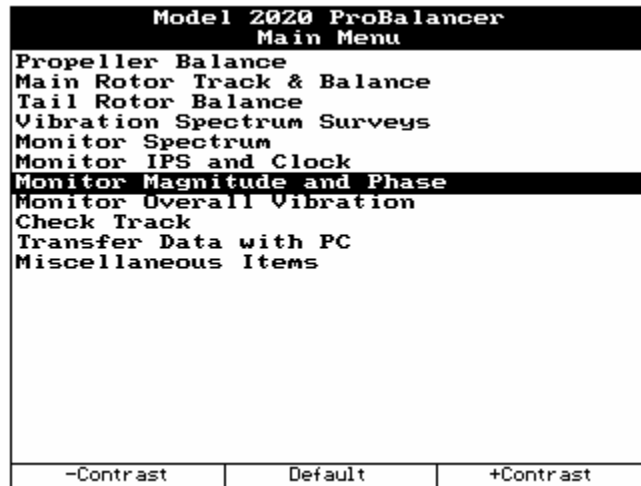 Model 2020 ProBalancer
Main Menu
Propeller Balance
Main Rotor Track & Balance
Tail Rotor Balance
Vibration Spectrum Surveys
Monitor Spectrum
Monitor IPS and Clock
Monitor Magnitude and Phase
Monitor Overall Vibration
Check Track
Transfer Data with PC
Miscellaneous Items
-Contrast Default +Contrast